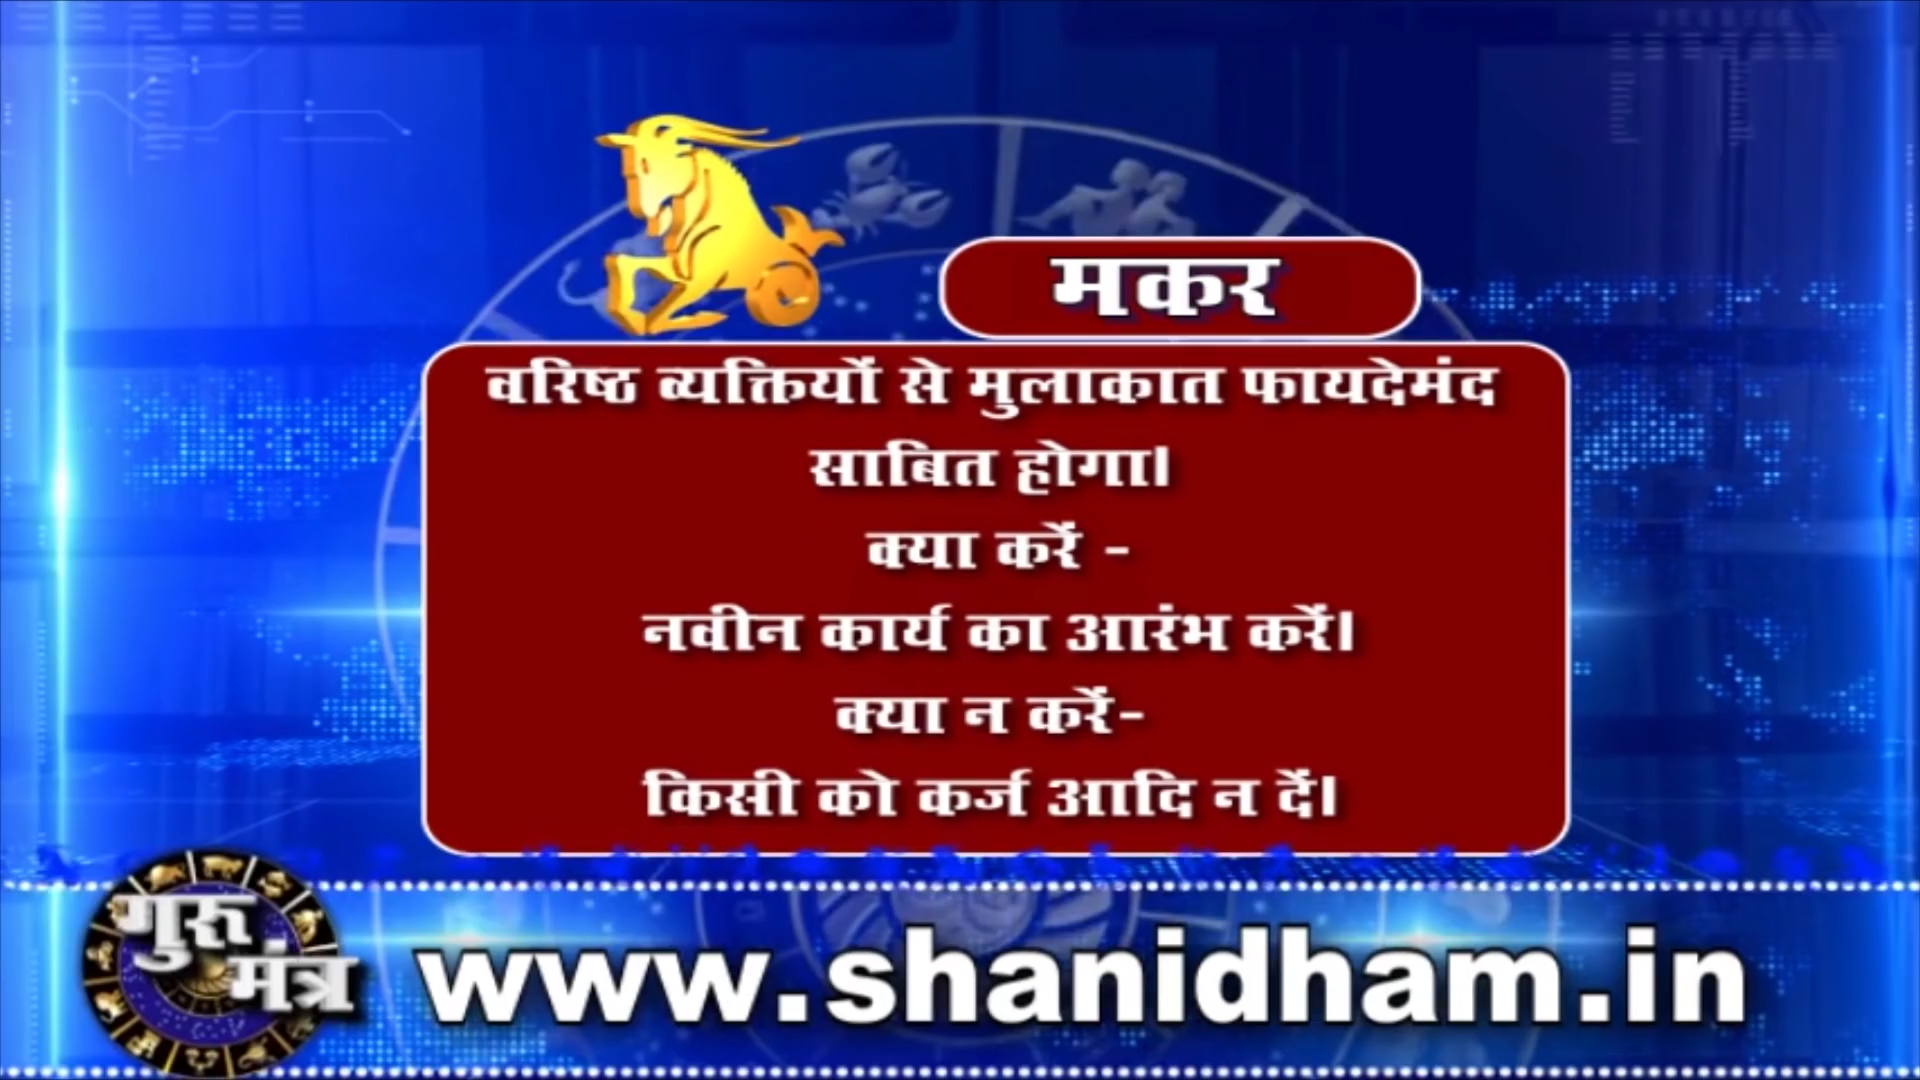 मकर
वरिष्ठ व्यक्तियों से मुलाकात फायदेमंद
साबित होगा।
क्या करें -
नवीन कार्य का आरंभ करें।
क्या न करें-
किसी को कर्ज आदि न दें।
गुरु
मंत्र
www.shanidham.in